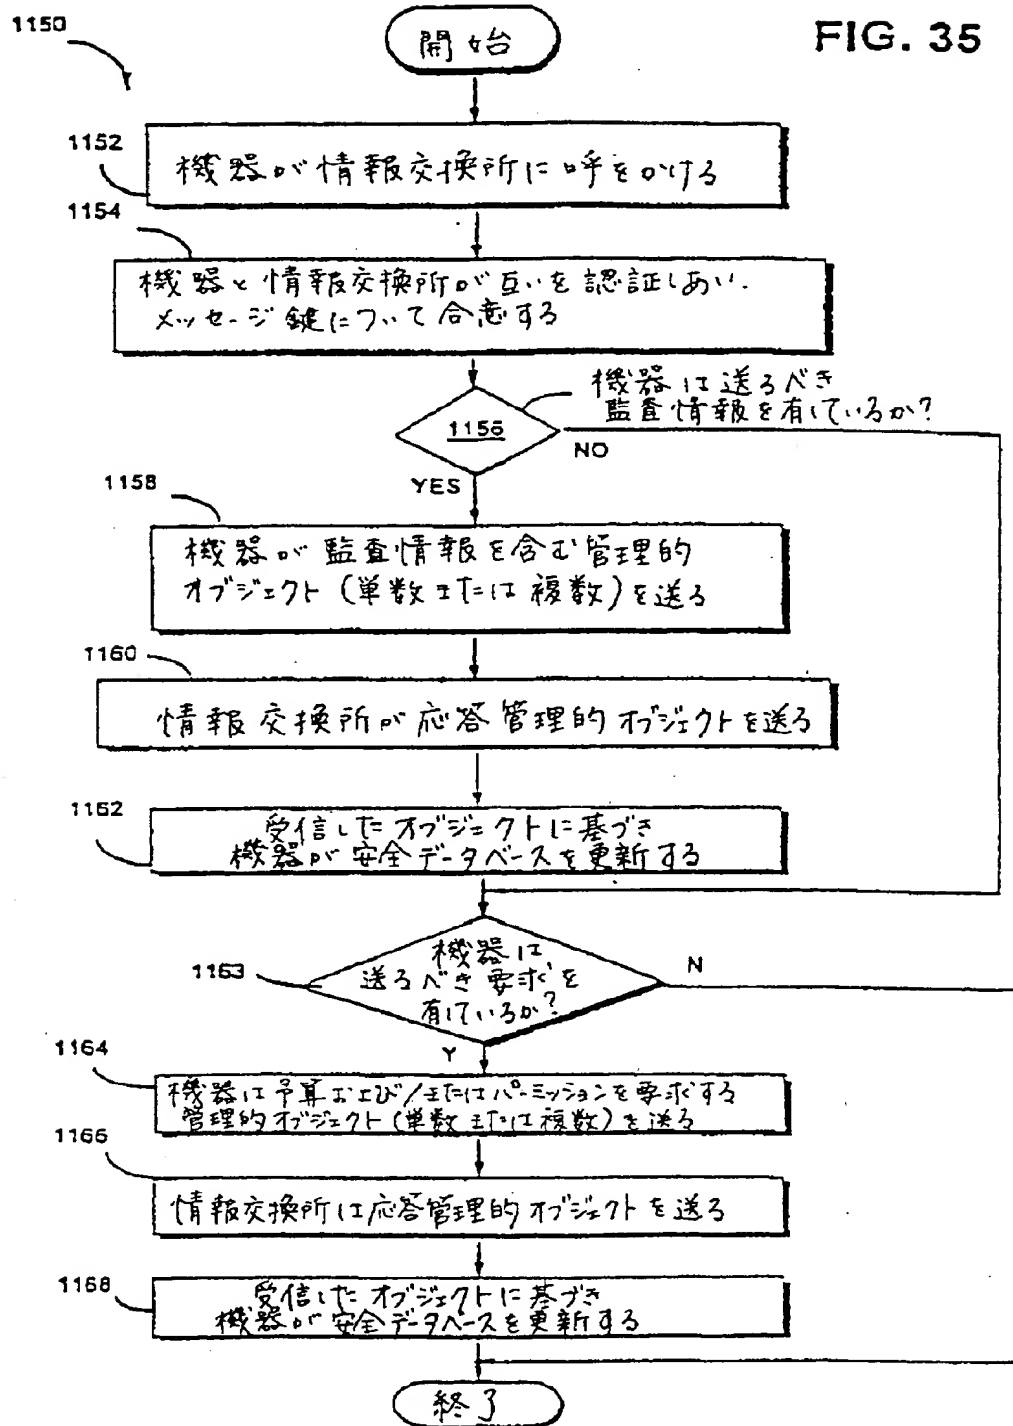 1150
FIG. 35
開始
1152
機器が情報交換所に呼をかける
1154
機器と情報交換所が互いを認証しあい、
メッセージ鍵について合意する
機器は送るべき
監査情報を有しているか?
1156
NO
YES
1158
機器が監査情報を含む管理的
オブジェクト(単数または複数)を送る
1160
情報交換所が応答管理的オブジェクトを送る
1162
受信したオブジェクトに基づき
機器が安全データベースを更新する
1163
機器は
送るべき要求を
有しているか?
N
Y
1164
機器は予算および/またはパーミッションを要求する
管理的オブジェクト(単数または複数)を送る
1166
情報交換所は応答管理的オブジェクトを送る
1168
受信したオブジェクトに基づき
機器が安全データベースを更新する
終了